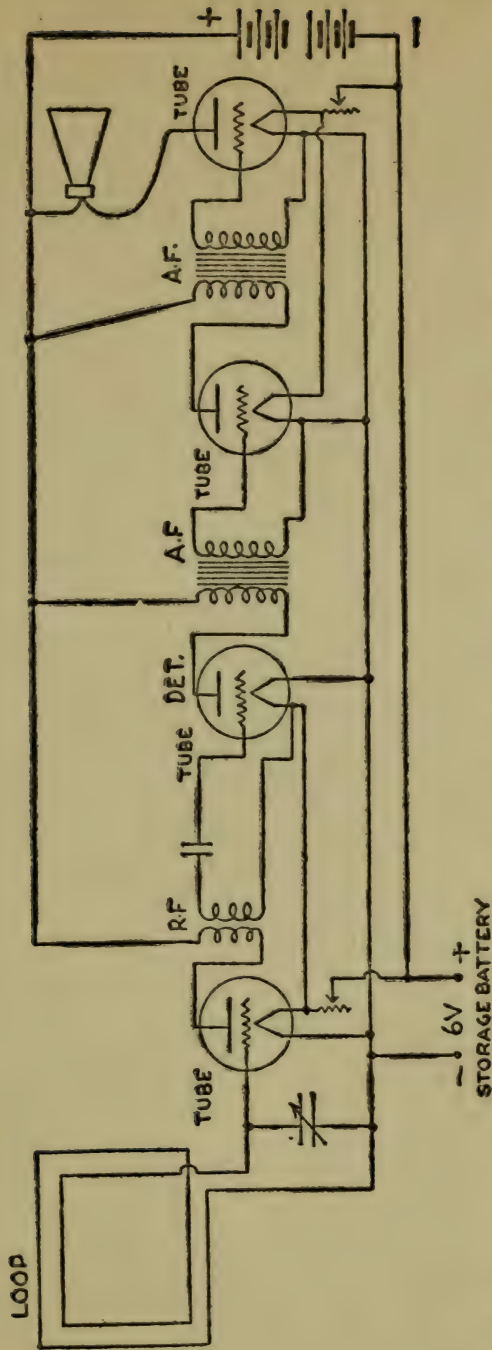 LOOP
TUBE
R.F
TUBE DET.
A.F
TUBE
A.F.
TUBE
+
−
− 6V +
STORAGE BATTERY